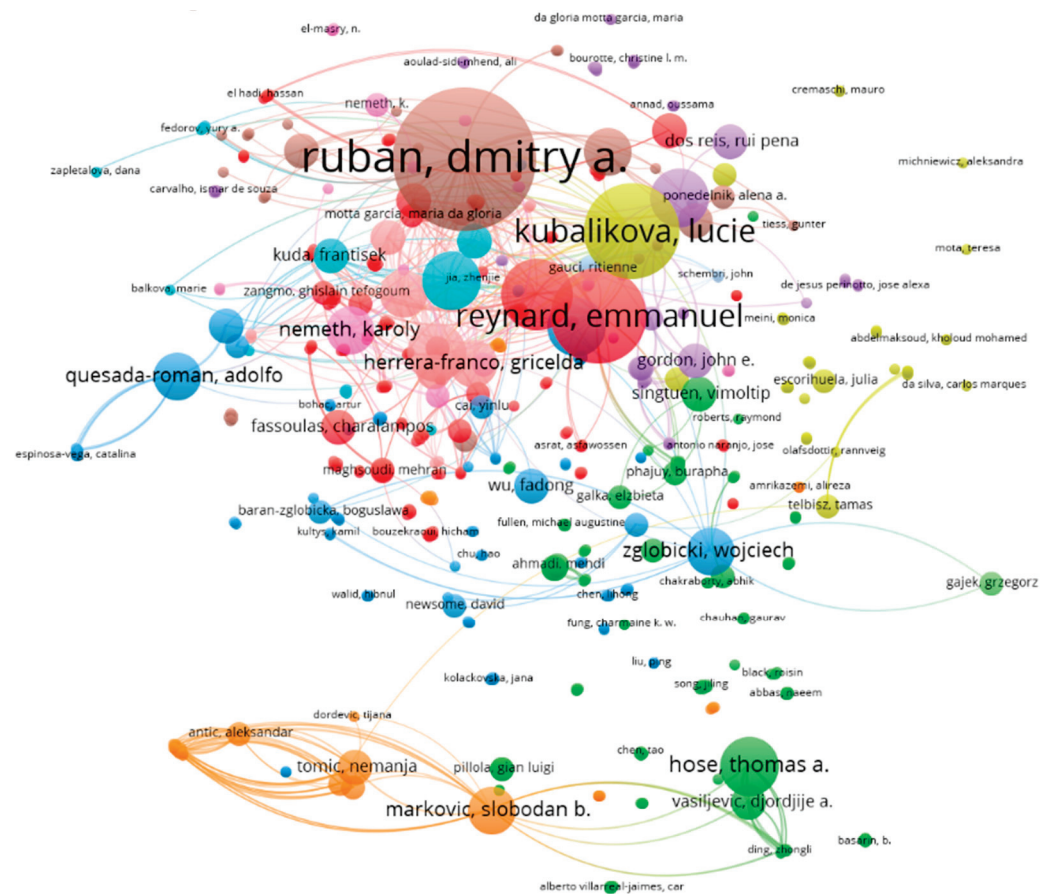 da gloria motta garcia, maria
el-masry, n.
aoulad-sidi-mhend, ali
bourotte, christine l. m.
cremaschi, mauro
el hadi, hassan
nemeth, k.
annad, oussama
fedorov, yury a.
dos reis, rui pena
ruban, dmitry a.
michniewicz, aleksandra
zapletalova, dana
carvalho, ismar de souza
ponedelnik, alena a.
motta garcia, maria da gloria
tiess, gunter
kubalikova, lucie
mota, teresa
kuda, frantisek
gauci, ritienne
jia, zhenjie
schembri, john
balkova, marie
zangmo, ghislain tefogoum
de jesus perinotto, jose alexa
reynard, emmanuel
meini, monica
nemeth, karoly
abdelmaksoud, kholoud mohamed
herrera-franco, gricelda
gordon, john e.
quesada-roman, adolfo
escorihuela, julia
da silva, carlos marques
singtuen, vimoltip
bohac, artur
cai, yinlu
roberts, raymond
fassoulas, charalampos
asrat, asfawossen
antonio naranjo, jose
olafsdottir, rannveig
espinosa-vega, catalina
maghsoudi, mehran
phajuy, burapha
wu, fadong
amrikazemi, alireza
galka, elzbieta
telbisz, tamas
baran-zglobicka, boguslawa
fullen, michael augustine
kultys, kamil
bouzekraoui, hicham
zglobicki, wojciech
chu, hao
ahmadi, mehdi
chakraborty, abhik
gajek, grzegorz
walid, hibnul
chen, lihong
newsome, david
chauhan, gaurav
fung, charmaine k. w.
liu, ping
kolackovska, jana
black, roisin
song, jiling
abbas, naeem
dordevic, tijana
antic, aleksandar
chen, tao
tomic, nemanja
pillola, gian luigi
hose, thomas a.
markovic, slobodan b.
vasiljevic, djordjije a.
basarin, b.
ding, zhongli
alberto villarreal-jaimes, car